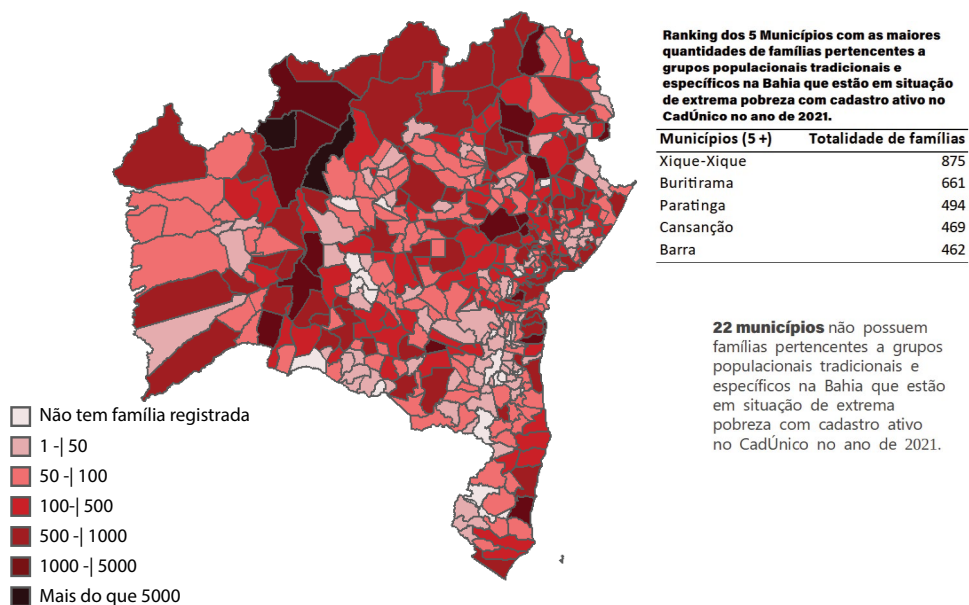 Ranking dos 5 Municípios com as maiores
quantidades de famílias pertencentes a
grupos populacionais tradicionais e
específicos na Bahia que estão em situação
de extrema pobreza com cadastro ativo no
CadÚnico no ano de 2021.
Municípios (5 +) Totalidade de famílias
Xique-Xique 875
Buritirama 661
Paratinga 494
Cansanção 469
Barra 462
22 municípios não possuem
famílias pertencentes a grupos
populacionais tradicionais e
específicos na Bahia que estão
em situação de extrema
pobreza com cadastro ativo
no CadÚnico no ano de 2021.
Não tem família registrada
1 -| 50
50 -| 100
100-| 500
500 -| 1000
1000 -| 5000
Mais do que 5000